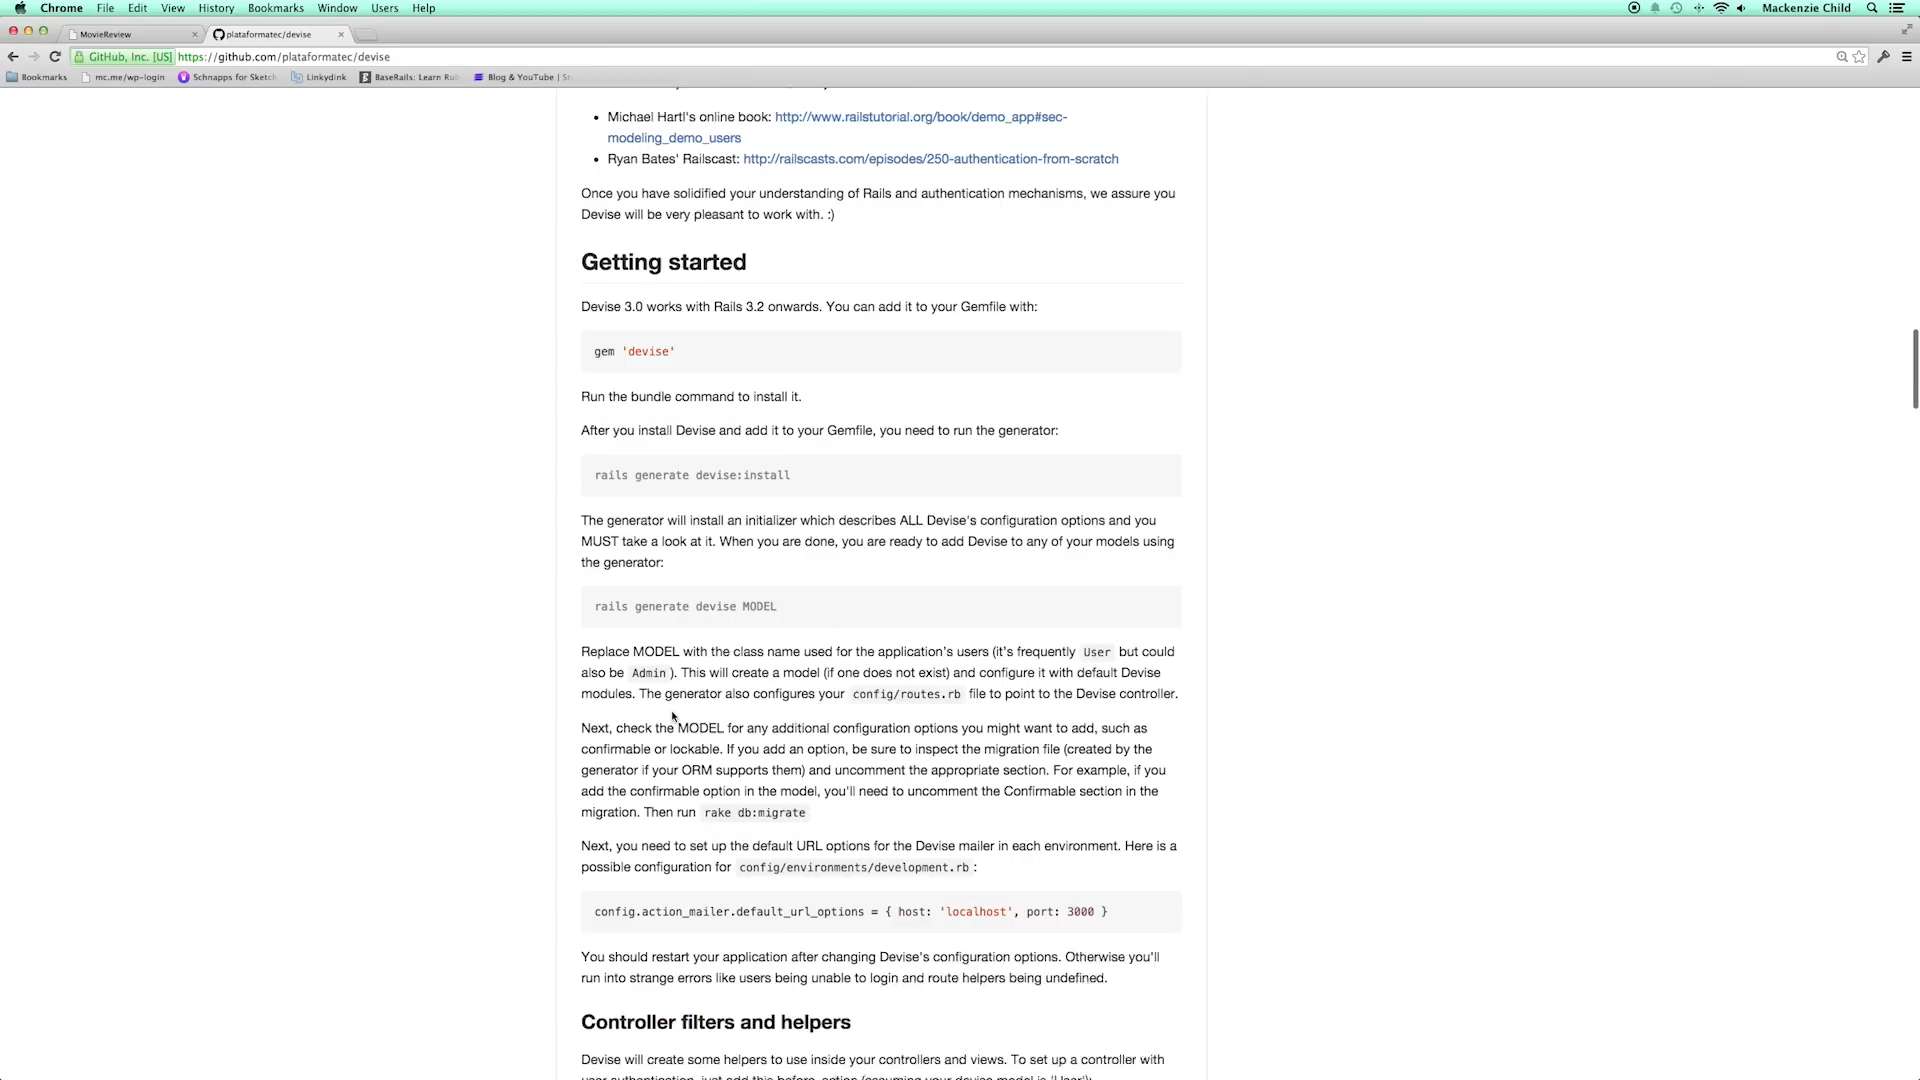 Chrome File Edit View History Bookmarks Window Users Help Mackenzie Child
MovieReview plataformatec/devise
GitHub, Inc. [US] https://github.com/plataformatec/devise
Bookmarks mc.me/wp-login Schnapps for Sketch Linkydink BaseRails: Learn Rub Blog & YouTube | St
• Michael Hartl's online book: http://www.railstutorial.org/book/demo_app#sec-
modeling_demo_users
• Ryan Bates' Railscast: http://railscasts.com/episodes/250-authentication-from-scratch
Once you have solidified your understanding of Rails and authentication mechanisms, we assure you
Devise will be very pleasant to work with. :)
Getting started
Devise 3.0 works with Rails 3.2 onwards. You can add it to your Gemfile with:
gem 'devise'
Run the bundle command to install it.
After you install Devise and add it to your Gemfile, you need to run the generator:
rails generate devise:install
The generator will install an initializer which describes ALL Devise's configuration options and you
MUST take a look at it. When you are done, you are ready to add Devise to any of your models using
the generator:
rails generate devise MODEL
Replace MODEL with the class name used for the application's users (it's frequently User but could
also be Admin). This will create a model (if one does not exist) and configure it with default Devise
modules. The generator also configures your config/routes.rb file to point to the Devise controller.
Next, check the MODEL for any additional configuration options you might want to add, such as
confirmable or lockable. If you add an option, be sure to inspect the migration file (created by the
generator if your ORM supports them) and uncomment the appropriate section. For example, if you
add the confirmable option in the model, you'll need to uncomment the Confirmable section in the
migration. Then run rake db:migrate
Next, you need to set up the default URL options for the Devise mailer in each environment. Here is a
possible configuration for config/environments/development.rb:
config.action_mailer.default_url_options = { host: 'localhost', port: 3000 }
You should restart your application after changing Devise's configuration options. Otherwise you'll
run into strange errors like users being unable to login and route helpers being undefined.
Controller filters and helpers
Devise will create some helpers to use inside your controllers and views. To set up a controller with
user authentication, just add this before_action (assuming your devise model is 'User'):